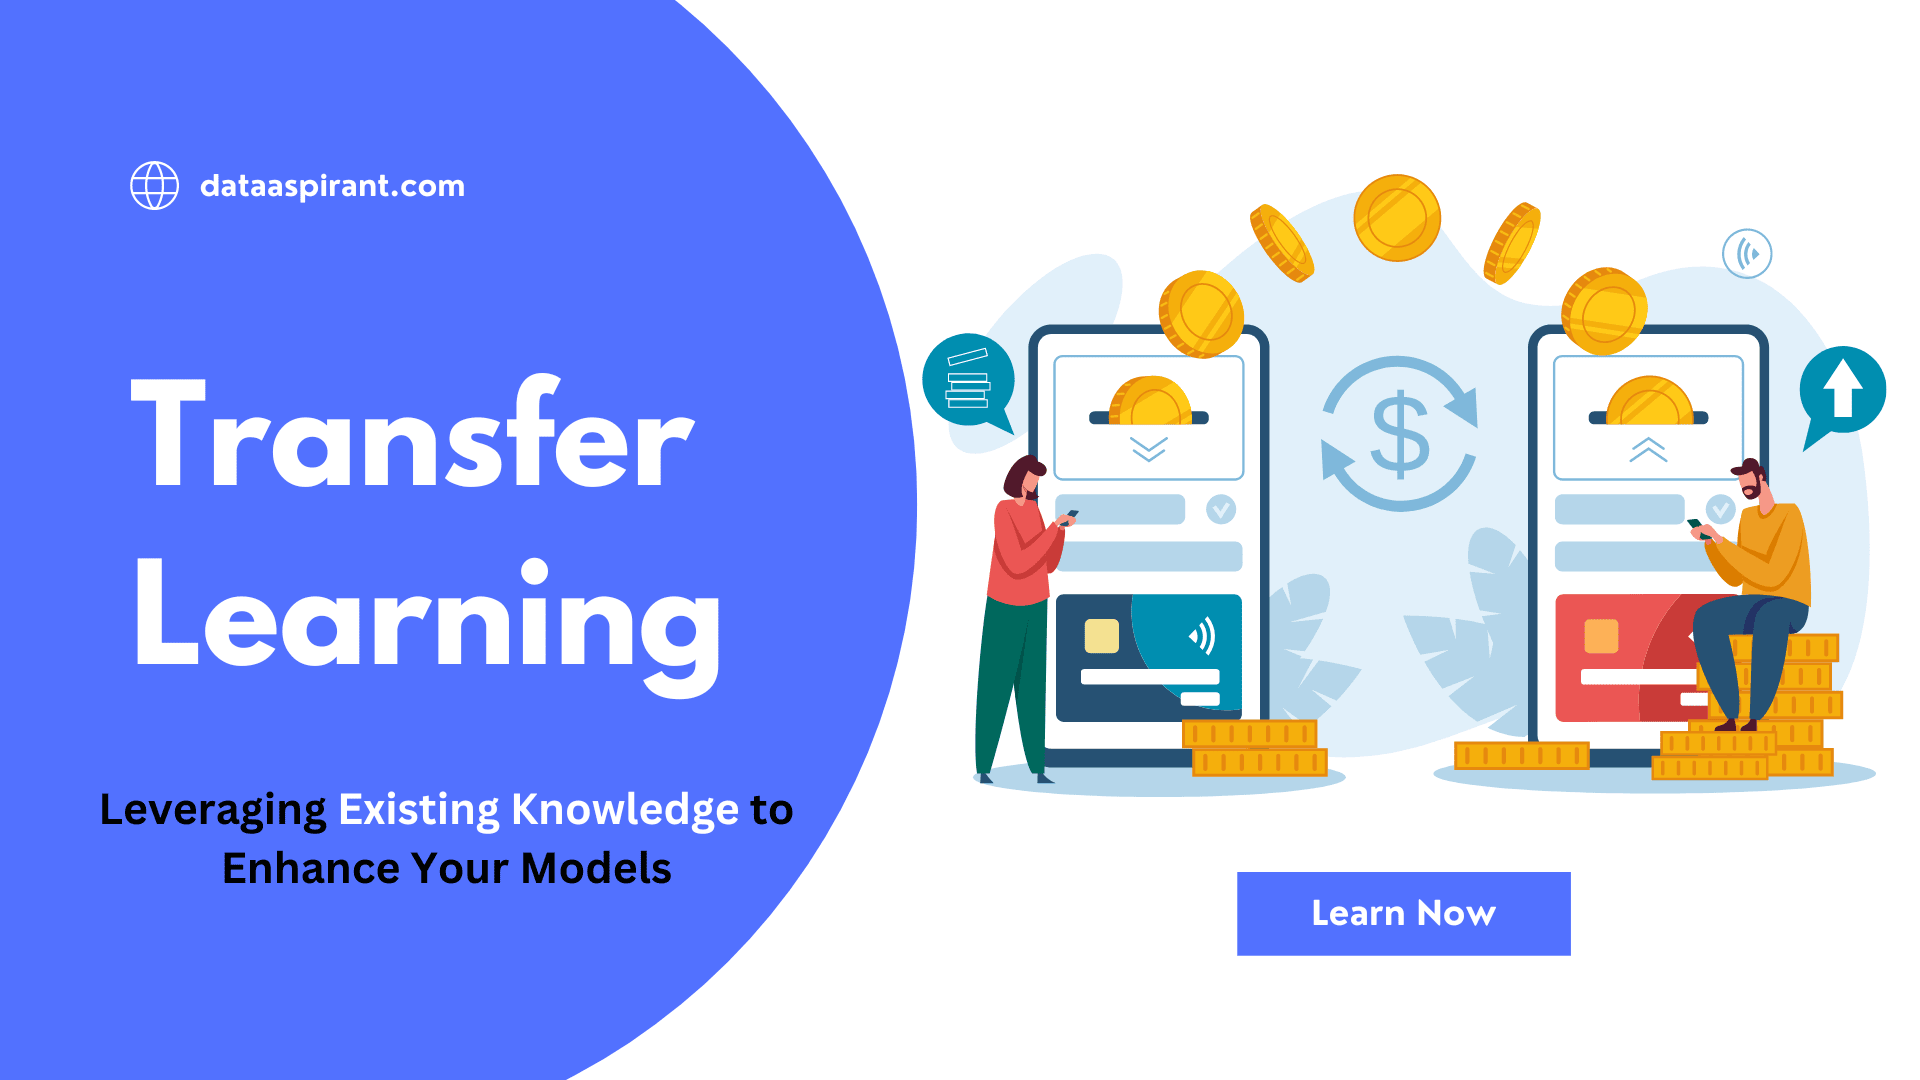 dataaspirant.com
Transfer
Learning
Leveraging Existing Knowledge to
Enhance Your Models
$
Learn Now